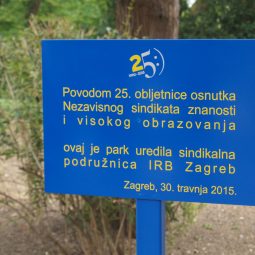 25
Povodom 25. obljetnice osnutka
Nezavisnog sindikata znanosti
i visokog obrazovanja
ovaj je park uredila sindikalna
podružnica IRB Zagreb
Zagreb, 30. travnja 2015.